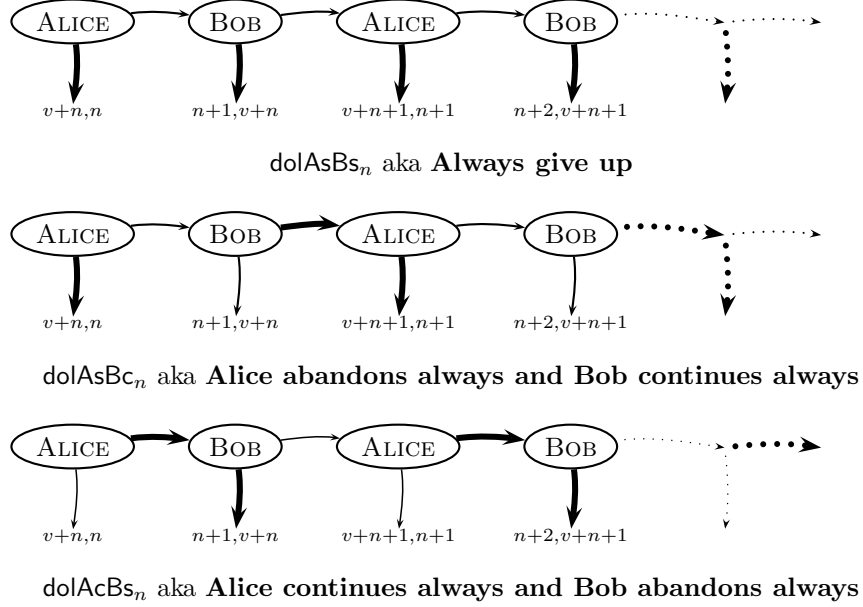 ALICE BOB ALICE BOB
v+n,n n+1,v+n v+n+1,n+1 n+2,v+n+1
dolAsBsₙ aka Always give up
ALICE BOB ALICE BOB
v+n,n n+1,v+n v+n+1,n+1 n+2,v+n+1
dolAsBcₙ aka Alice abandons always and Bob continues always
ALICE BOB ALICE BOB
v+n,n n+1,v+n v+n+1,n+1 n+2,v+n+1
dolAcBsₙ aka Alice continues always and Bob abandons always